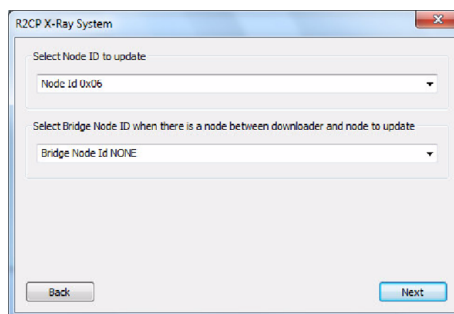 R2CP X-Ray System
Select Node ID to update
Node Id 0x06
Select Bridge Node ID when there is a node between downloader and node to update
Bridge Node Id NONE
Back
Next